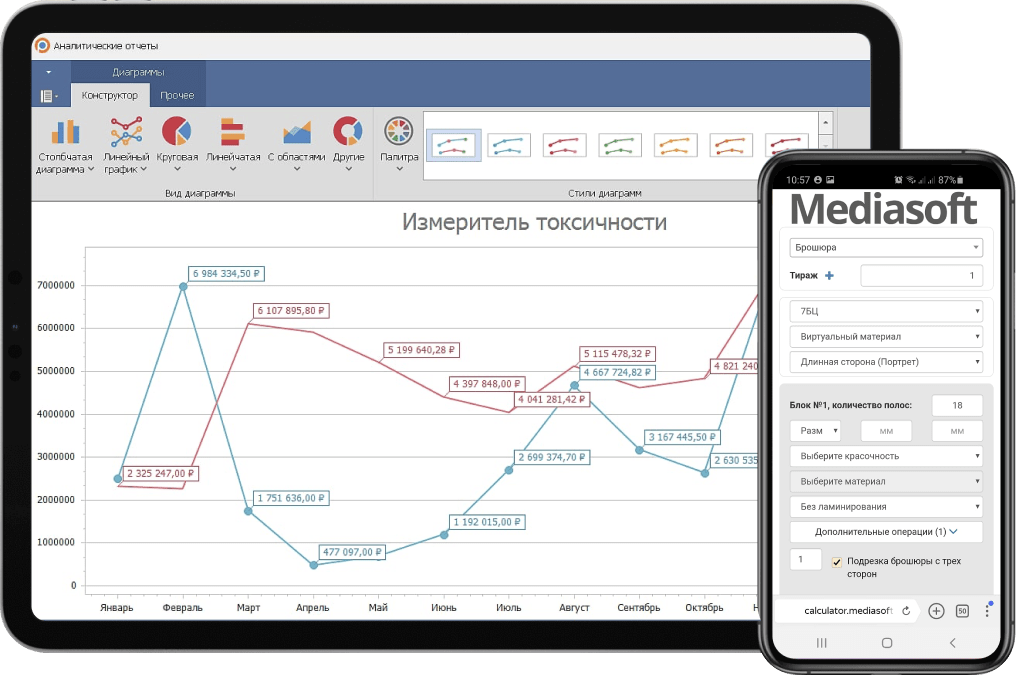 Аналитические отчеты
Диаграммы
Конструктор
Прочее
Столбчатая
диаграмма
Линейный
график
Круговая
Линейчатая
С областями
Другие
Палитра
Вид диаграммы
Стили диаграмм
Измеритель токсичности
7000000
6000000
5000000
4000000
3000000
2000000
1000000
0
6 984 334,50 ₽
6 107 895,80 ₽
5 199 640,28 ₽
4 397 848,00 ₽
4 041 281,42 ₽
5 115 478,32 ₽
4 667 724,82 ₽
4 821 240
3 167 445,50 ₽
2 630 535
2 699 374,70 ₽
2 325 247,00 ₽
1 751 636,00 ₽
1 192 015,00 ₽
477 097,00 ₽
Январь
Февраль
Март
Апрель
Май
Июнь
Июль
Август
Сентябрь
Октябрь
10:57
87%
Mediasoft
Брошюра
Тираж
1
7БЦ
Виртуальный материал
Длинная сторона (Портрет)
Блок №1, количество полос:
18
Разм
мм
мм
Выберите красочность
Выберите материал
Без ламинирования
Дополнительные операции (1)
1
Подрезка брошюры с трех
сторон
calculator.mediasoft
50